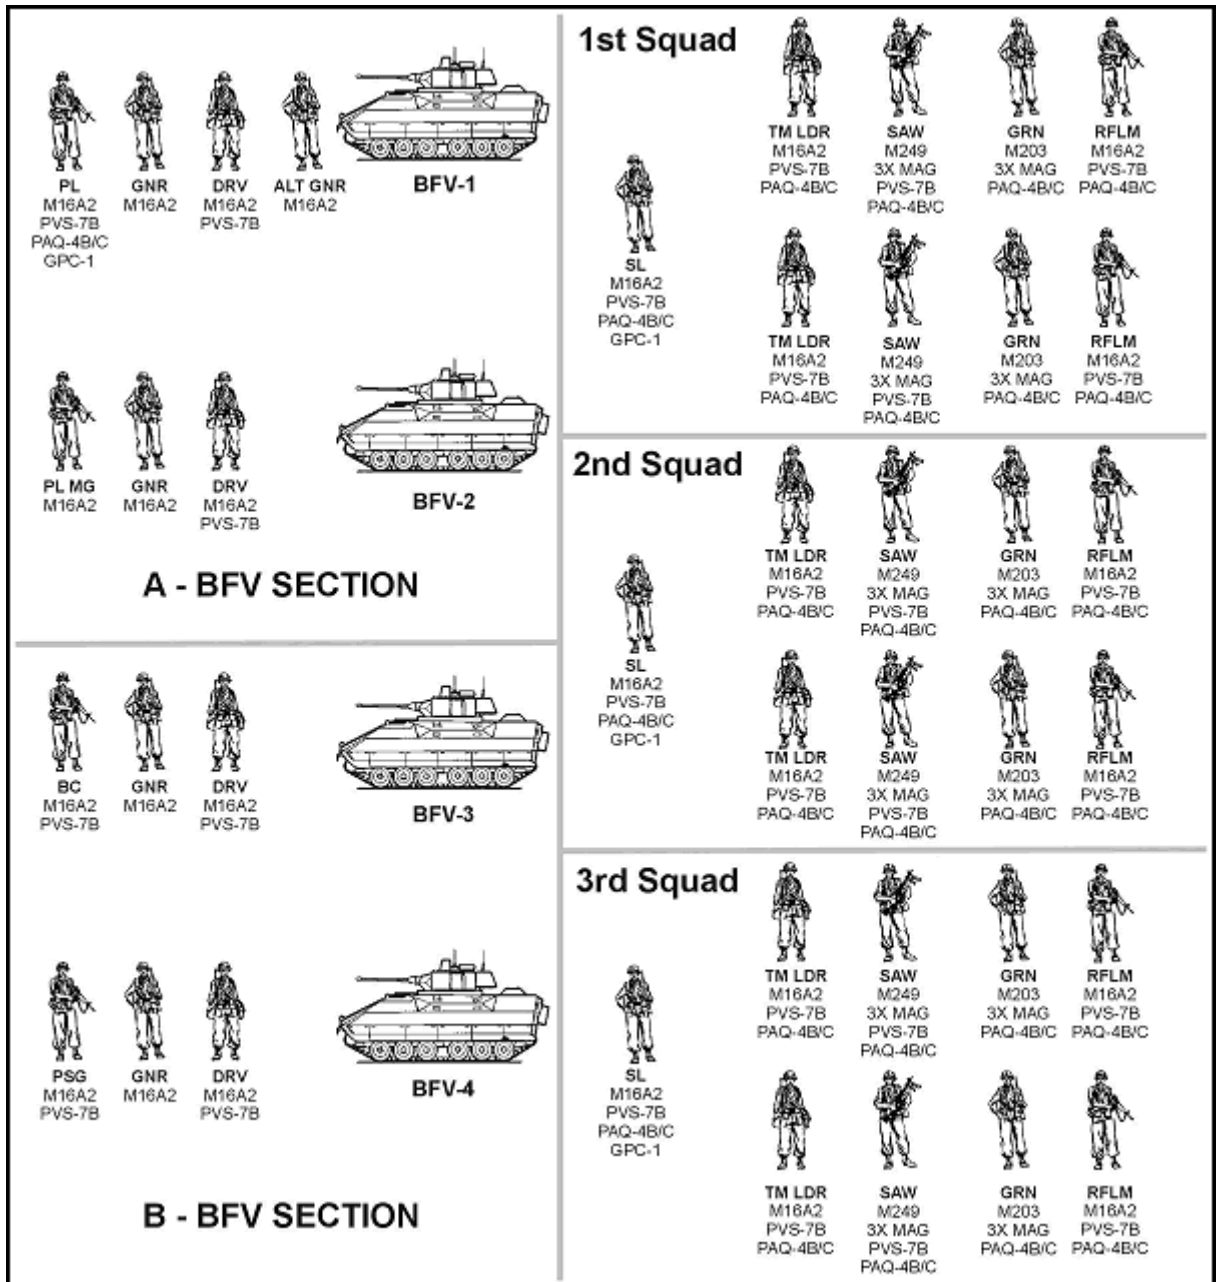 PL
M16A2
PVS-7B
PAQ-4B/C
GPC-1
GNR
M16A2
DRV
M16A2
PVS-7B
ALT GNR
M16A2
BFV-1
PL MG
M16A2
GNR
M16A2
DRV
M16A2
PVS-7B
BFV-2
A - BFV SECTION
BC
M16A2
PVS-7B
GNR
M16A2
DRV
M16A2
PVS-7B
BFV-3
PSG
M16A2
PVS-7B
GNR
M16A2
DRV
M16A2
PVS-7B
BFV-4
B - BFV SECTION
1st Squad
SL
M16A2
PVS-7B
PAQ-4B/C
GPC-1
TM LDR
M16A2
PVS-7B
PAQ-4B/C
SAW
M249
3X MAG
PVS-7B
PAQ-4B/C
GRN
M203
3X MAG
PAQ-4B/C
RFLM
M16A2
PVS-7B
PAQ-4B/C
TM LDR
M16A2
PVS-7B
PAQ-4B/C
SAW
M249
3X MAG
PVS-7B
PAQ-4B/C
GRN
M203
3X MAG
PAQ-4B/C
RFLM
M16A2
PVS-7B
PAQ-4B/C
2nd Squad
SL
M16A2
PVS-7B
PAQ-4B/C
GPC-1
TM LDR
M16A2
PVS-7B
PAQ-4B/C
SAW
M249
3X MAG
PVS-7B
PAQ-4B/C
GRN
M203
3X MAG
PAQ-4B/C
RFLM
M16A2
PVS-7B
PAQ-4B/C
TM LDR
M16A2
PVS-7B
PAQ-4B/C
SAW
M249
3X MAG
PVS-7B
PAQ-4B/C
GRN
M203
3X MAG
PAQ-4B/C
RFLM
M16A2
PVS-7B
PAQ-4B/C
3rd Squad
SL
M16A2
PVS-7B
PAQ-4B/C
GPC-1
TM LDR
M16A2
PVS-7B
PAQ-4B/C
SAW
M249
3X MAG
PVS-7B
PAQ-4B/C
GRN
M203
3X MAG
PAQ-4B/C
RFLM
M16A2
PVS-7B
PAQ-4B/C
TM LDR
M16A2
PVS-7B
PAQ-4B/C
SAW
M249
3X MAG
PVS-7B
PAQ-4B/C
GRN
M203
3X MAG
PAQ-4B/C
RFLM
M16A2
PVS-7B
PAQ-4B/C